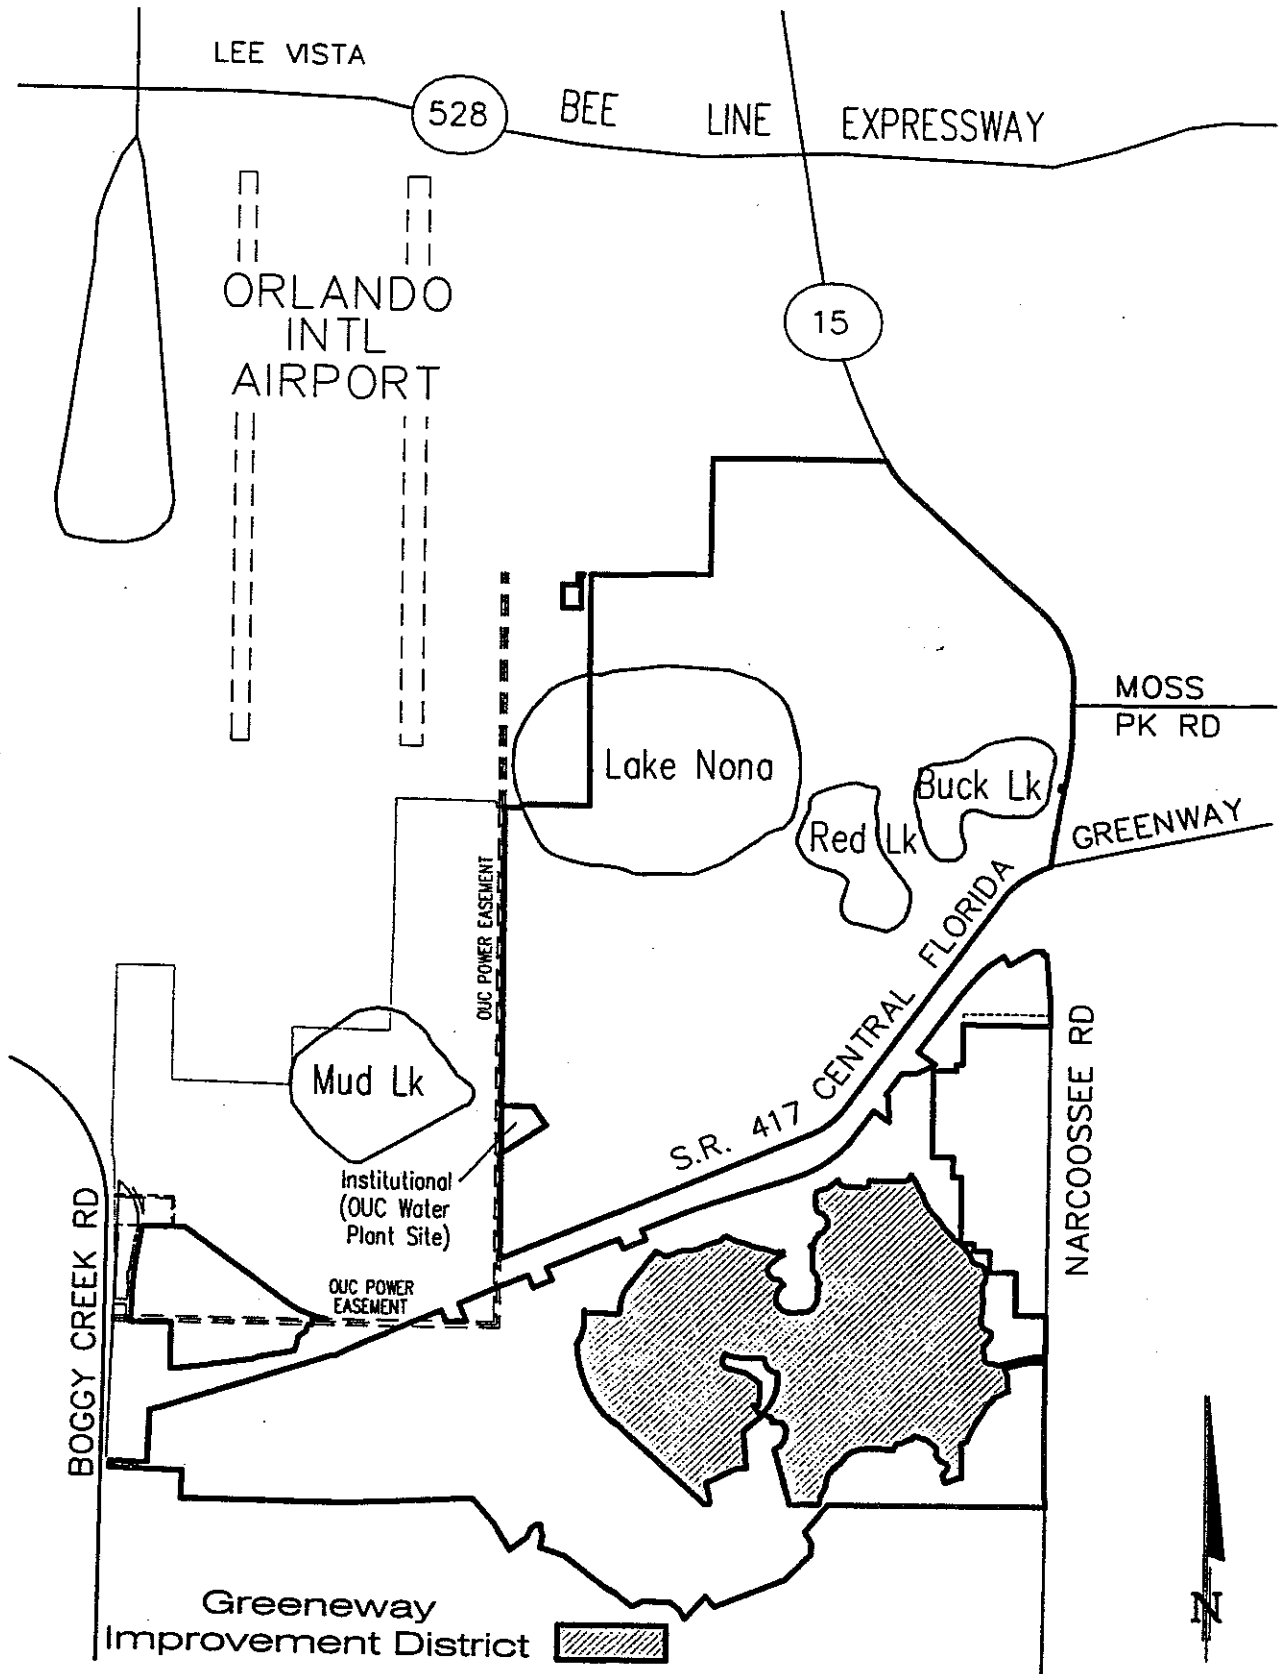 LEE VISTA
528
BEE LINE EXPRESSWAY
ORLANDO
INTL
AIRPORT
15
MOSS
PK RD
Lake Nona
Buck Lk
Red Lk
GREENWAY
OUC POWER EASEMENT
S.R. 417 CENTRAL FLORIDA
Mud Lk
NARCOOSSEE RD
Institutional
(OUC Water
Plant Site)
BOGGY CREEK RD
OUC POWER
EASEMENT
Greeneway
Improvement District
N